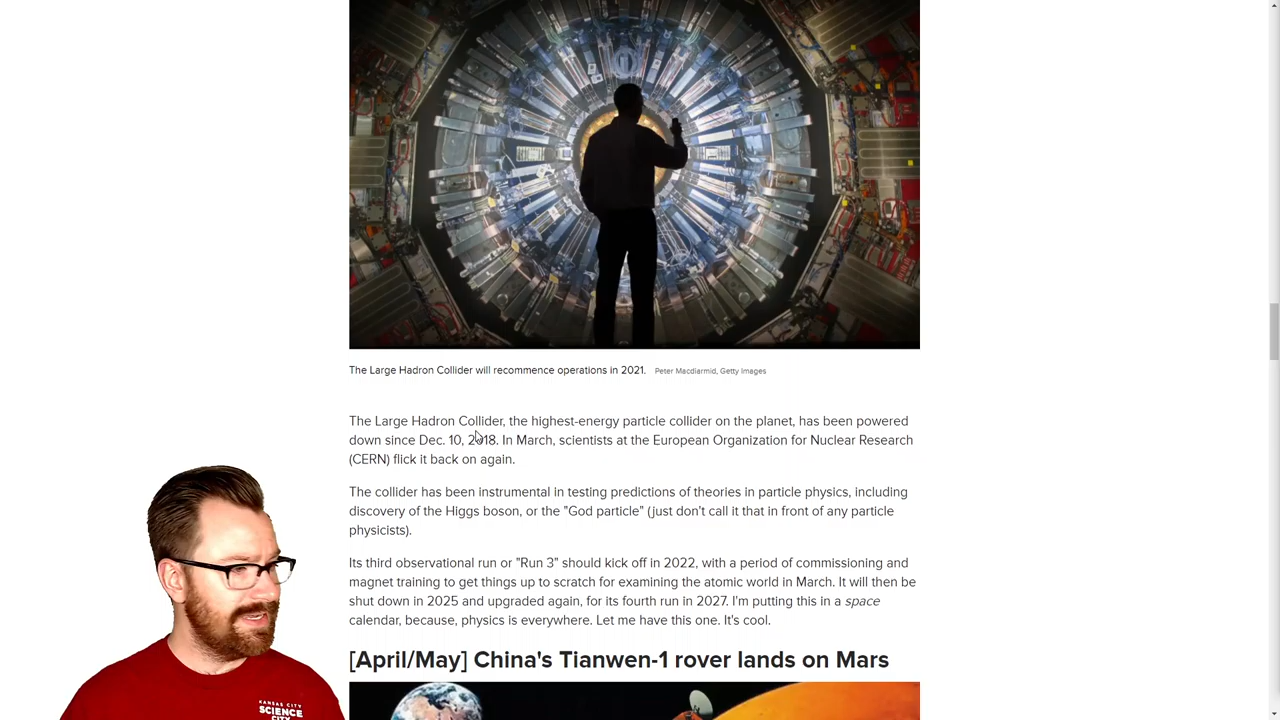 The Large Hadron Collider will recommence operations in 2021. Peter Macdiarmid, Getty Images
The Large Hadron Collider, the highest-energy particle collider on the planet, has been powered
down since Dec. 10, 2018. In March, scientists at the European Organization for Nuclear Research
(CERN) flick it back on again.
The collider has been instrumental in testing predictions of theories in particle physics, including
discovery of the Higgs boson, or the "God particle" (just don't call it that in front of any particle
physicists).
Its third observational run or "Run 3" should kick off in 2022, with a period of commissioning and
magnet training to get things up to scratch for examining the atomic world in March. It will then be
shut down in 2025 and upgraded again, for its fourth run in 2027. I'm putting this in a space
calendar, because, physics is everywhere. Let me have this one. It's cool.
[April/May] China's Tianwen-1 rover lands on Mars
KANSAS CITY
SCIENCE
CITY